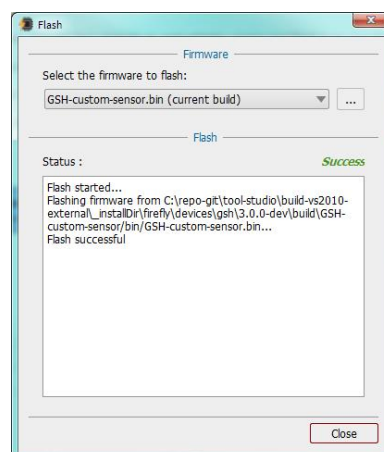 Flash
Firmware
Select the firmware to flash:
GSH-custom-sensor.bin (current build)
...
Flash
Status :
Success
Flash started...
Flashing firmware from C:\repo-git\tool-studio\build-vs2010-
external\_installDir\firefly\devices\gsh\3.0.0-dev\build\GSH-
custom-sensor/bin/GSH-custom-sensor.bin...
Flash successful
Close